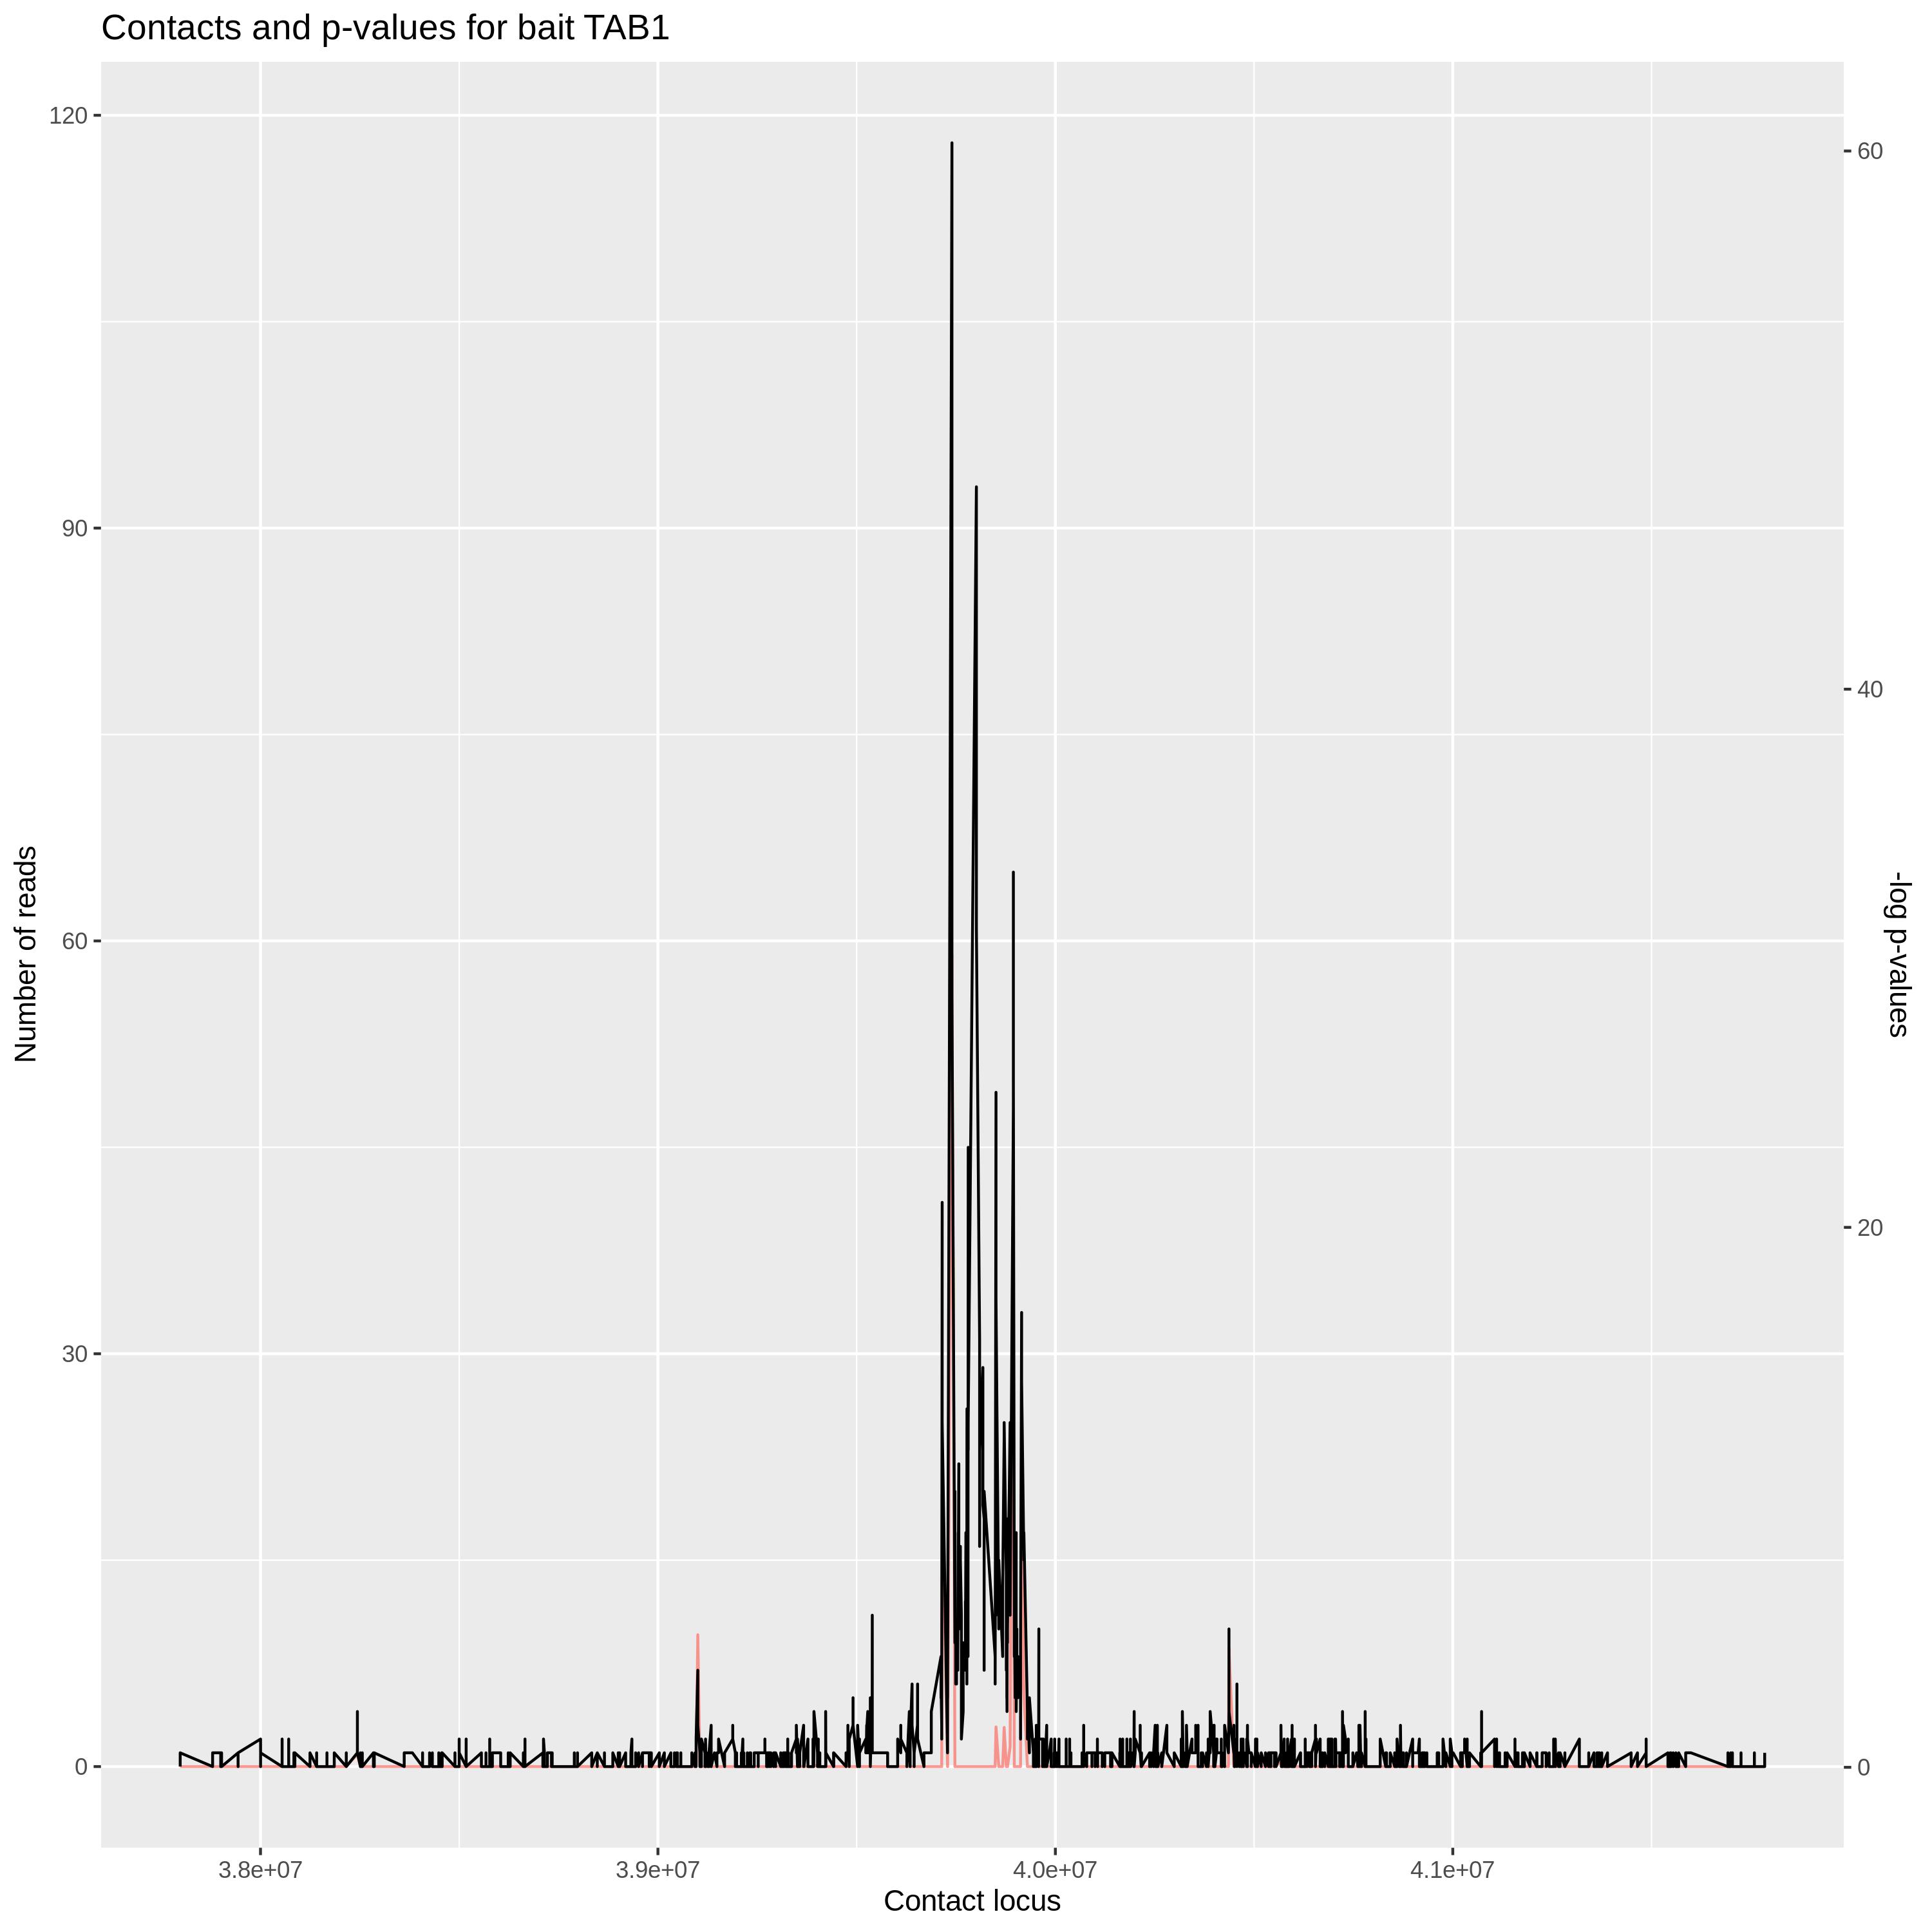 Contacts and p-values for bait TAB1
120
90
60
30
0
Number of reads
60
40
20
0
-log p-values
3.8e+07
3.9e+07
4.0e+07
4.1e+07
Contact locus